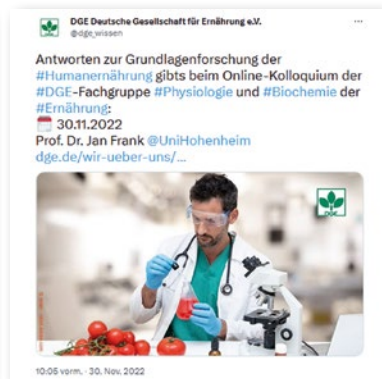 DGE Deutsche Gesellschaft für Ernährung e.V.
@dge_wissen
Antworten zur Grundlagenforschung der
#Humanernährung gibts beim Online-Kolloquium der
#DGE-Fachgruppe #Physiologie und #Biochemie der
#Ernährung:
30.11.2022
Prof. Dr. Jan Frank @UniHohenheim
dge.de/wir-ueber-uns/...
DGE
10:05 vorm. · 30. Nov. 2022